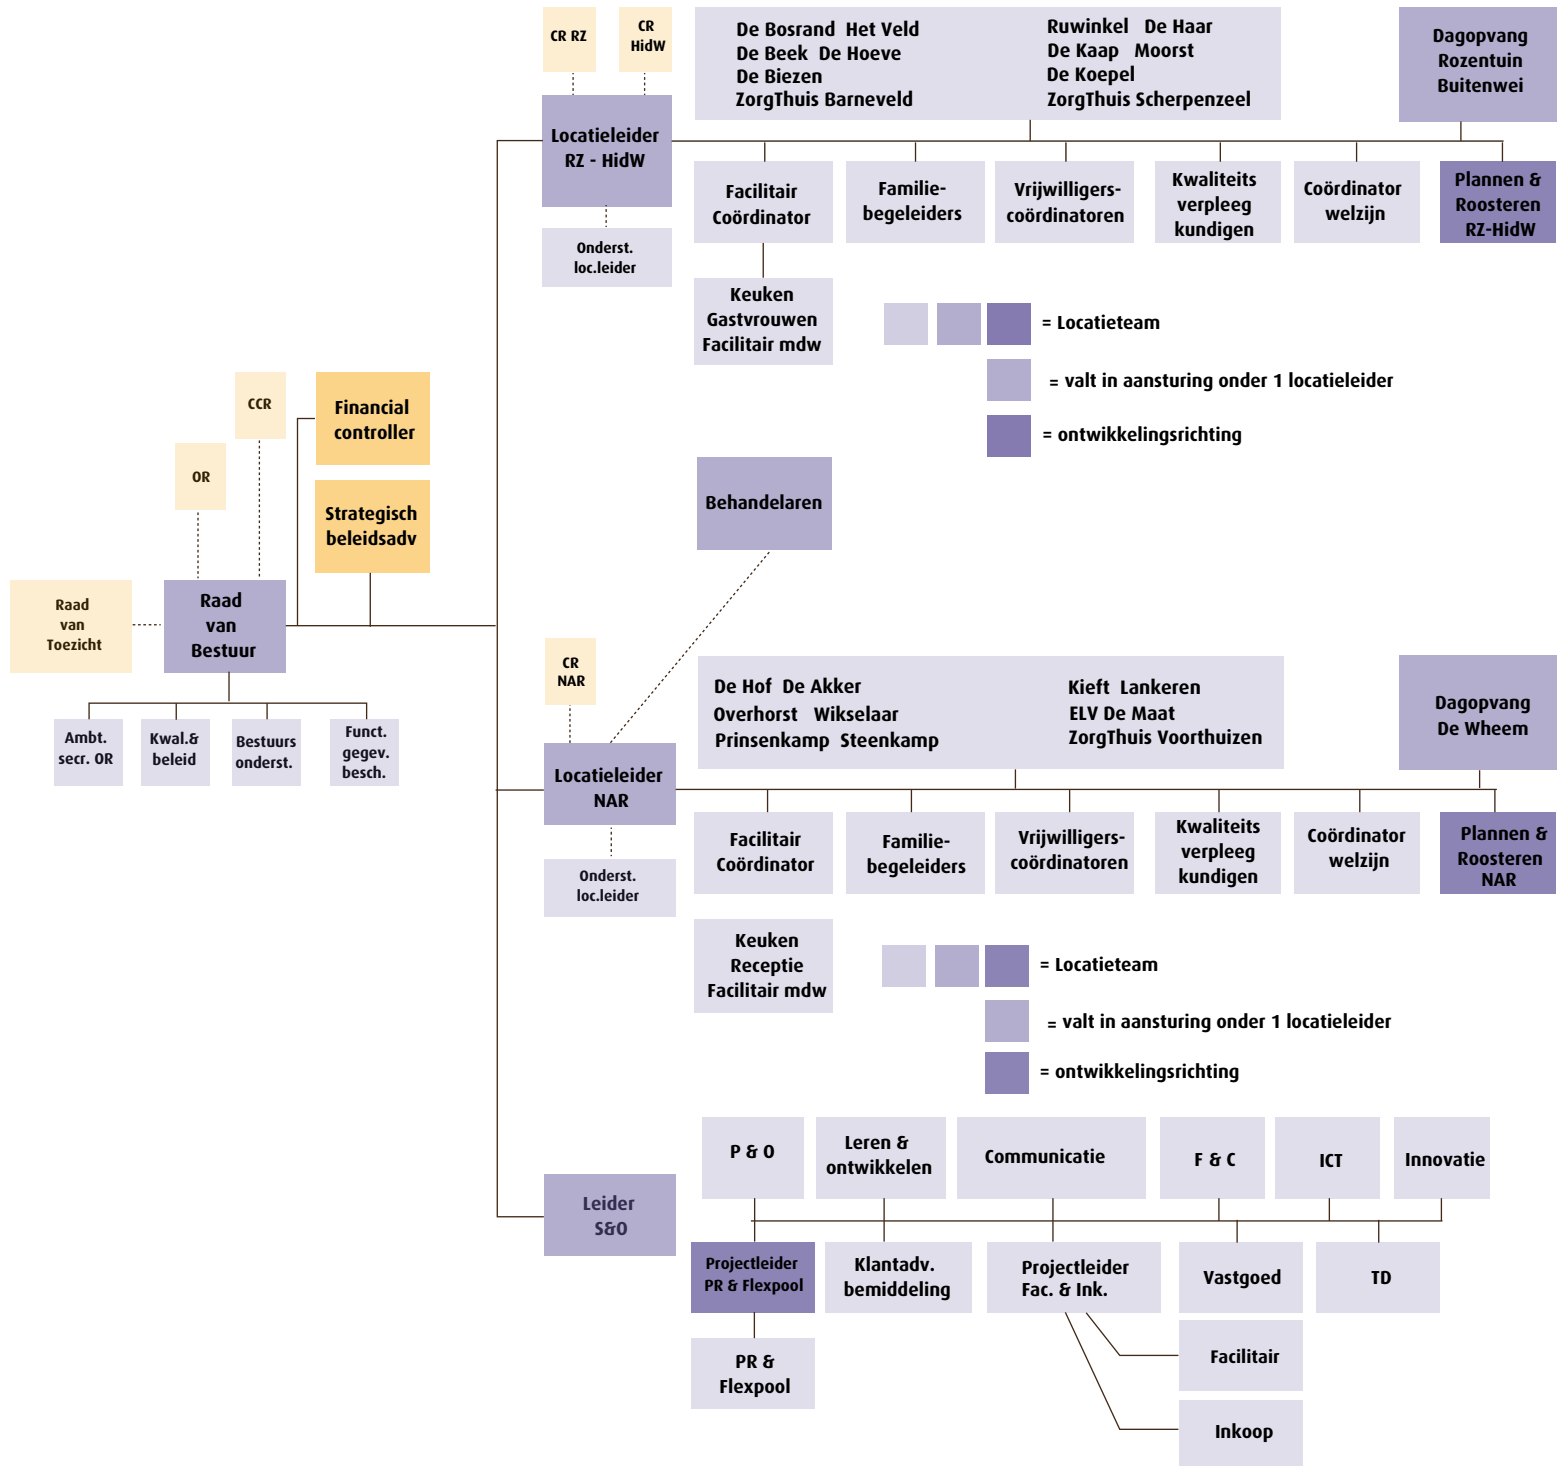 CR RZ
CR
HidW
De Bosrand Het Veld
De Beek De Hoeve
De Biezen
ZorgThuis Barneveld
Ruwinkel De Haar
De Kaap Moorst
De Koepel
ZorgThuis Scherpenzeel
Dagopvang
Rozentuin
Buitenwei
Locatieleider
RZ - HidW
Onderst.
loc.leider
Facilitair
Coördinator
Familie-
begeleiders
Vrijwilligers-
coördinatoren
Kwaliteits
verpleeg
kundigen
Coördinator
welzijn
Plannen &
Roosteren
RZ-HidW
Keuken
Gastvrouwen
Facilitair mdw
= Locatieteam
= valt in aansturing onder 1 locatieleider
= ontwikkelingsrichting
CCR
OR
Financial
controller
Strategisch
beleidsadv
Behandelaren
Raad
van
Toezicht
Raad
van
Bestuur
Ambt.
secr. OR
Kwal.&
beleid
Bestuurs
onderst.
Funct.
gegev.
besch.
CR
NAR
De Hof De Akker
Overhorst Wikselaar
Prinsenkamp Steenkamp
Kieft Lankeren
ELV De Maat
ZorgThuis Voorthuizen
Dagopvang
De Wheem
Locatieleider
NAR
Onderst.
loc.leider
Facilitair
Coördinator
Familie-
begeleiders
Vrijwilligers-
coördinatoren
Kwaliteits
verpleeg
kundigen
Coördinator
welzijn
Plannen &
Roosteren
NAR
Keuken
Receptie
Facilitair mdw
= Locatieteam
= valt in aansturing onder 1 locatieleider
= ontwikkelingsrichting
Leider
S&O
P & O
Leren &
ontwikkelen
Communicatie
F & C
ICT
Innovatie
Projectleider
PR & Flexpool
Klantadv.
bemiddeling
Projectleider
Fac. & Ink.
Vastgoed
TD
PR &
Flexpool
Facilitair
Inkoop